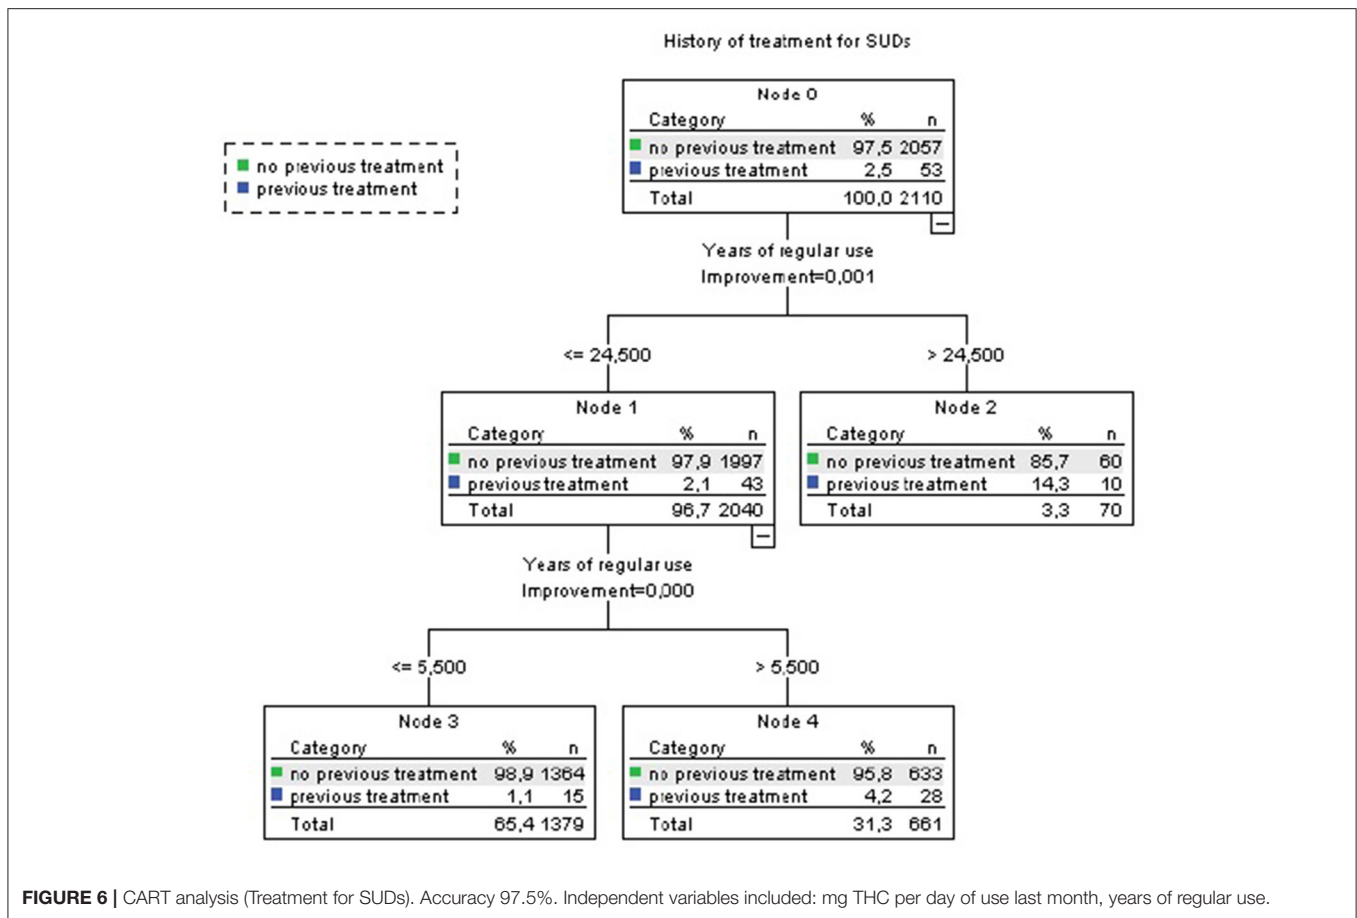 History of treatment for SUDs
no previous treatment
previous treatment
Node 0
Category % n
no previous treatment 97,5 2057
previous treatment 2,5 53
Total 100,0 2110
Years of regular use
Improvement=0,001
<= 24,500
> 24,500
Node 1
Category % n
no previous treatment 97,9 1997
previous treatment 2,1 43
Total 96,7 2040
Node 2
Category % n
no previous treatment 85,7 60
previous treatment 14,3 10
Total 3,3 70
Years of regular use
Improvement=0,000
<= 5,500
> 5,500
Node 3
Category % n
no previous treatment 98,9 1364
previous treatment 1,1 15
Total 65,4 1379
Node 4
Category % n
no previous treatment 95,8 633
previous treatment 4,2 28
Total 31,3 661
FIGURE 6 | CART analysis (Treatment for SUDs). Accuracy 97.5%. Independent variables included: mg THC per day of use last month, years of regular use.